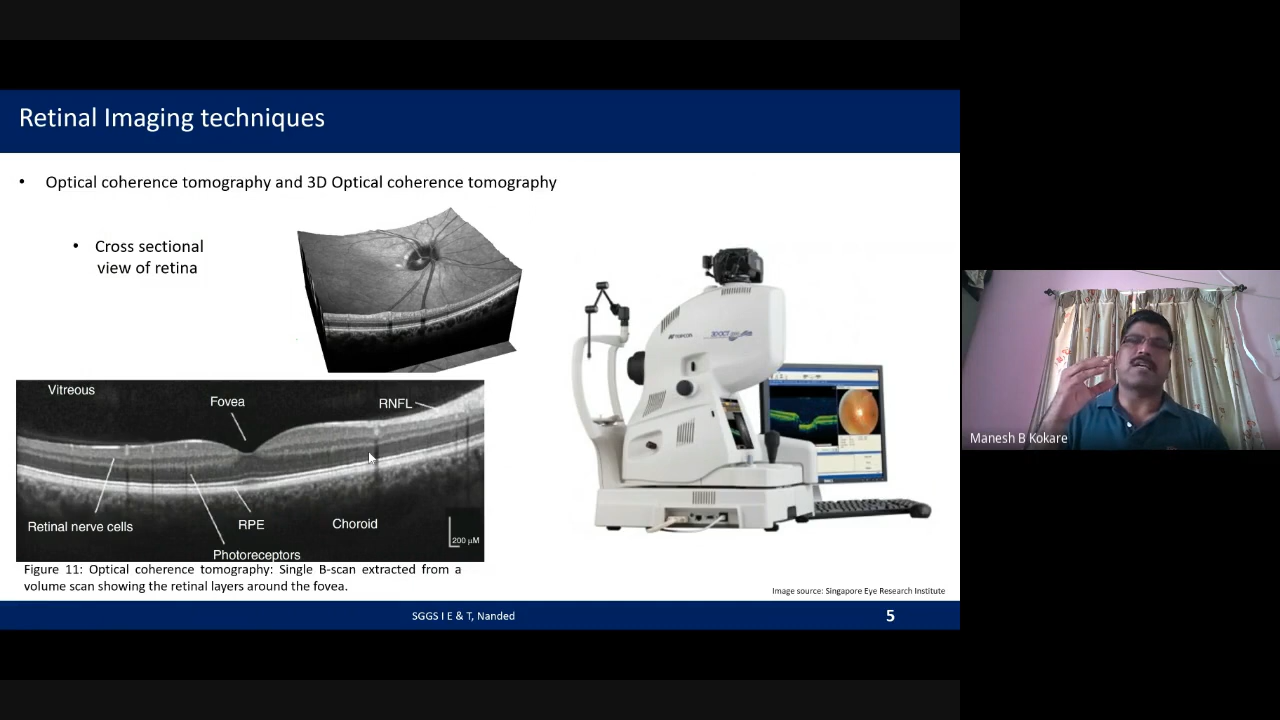 Retinal Imaging techniques
• Optical coherence tomography and 3D Optical coherence tomography
• Cross sectional
view of retina
Vitreous
Fovea
RNFL
Retinal nerve cells
RPE
Choroid
200 µM
Photoreceptors
Figure 11: Optical coherence tomography: Single B-scan extracted from a
volume scan showing the retinal layers around the fovea.
Image source: Singapore Eye Research Institute
SGGS I E & T, Nanded
5
Manesh B Kokare